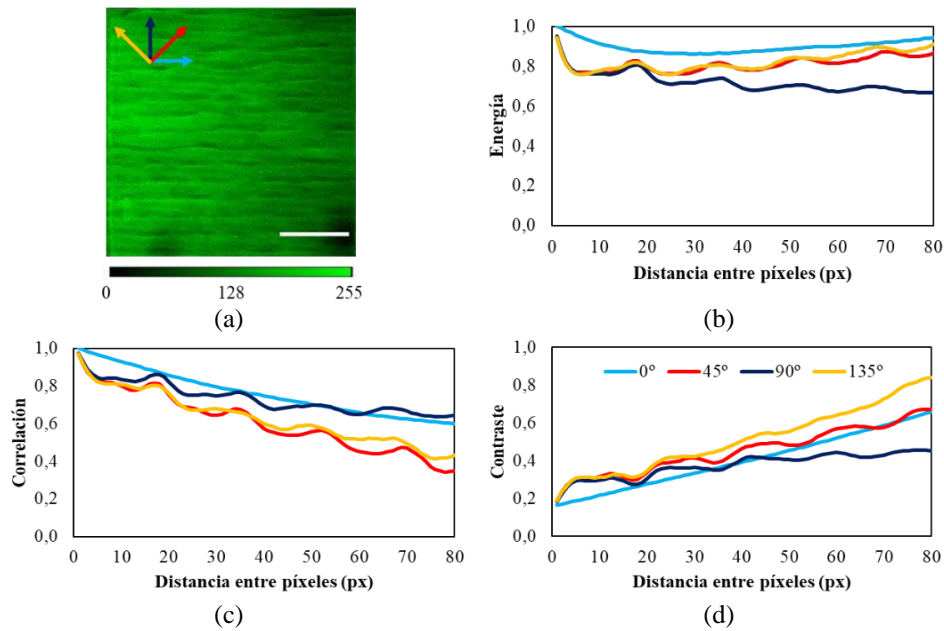 0 128 255
(a)
1,0
0,8
0,6
0,4
0,2
0,0
Energía
0 10 20 30 40 50 60 70 80
Distancia entre píxeles (px)
(b)
1,0
0,8
0,6
0,4
0,2
0,0
Correlación
0 10 20 30 40 50 60 70 80
Distancia entre píxeles (px)
(c)
1,0
0,8
0,6
0,4
0,2
0,0
Contraste
0º 45º 90º 135º
0 10 20 30 40 50 60 70 80
Distancia entre píxeles (px)
(d)